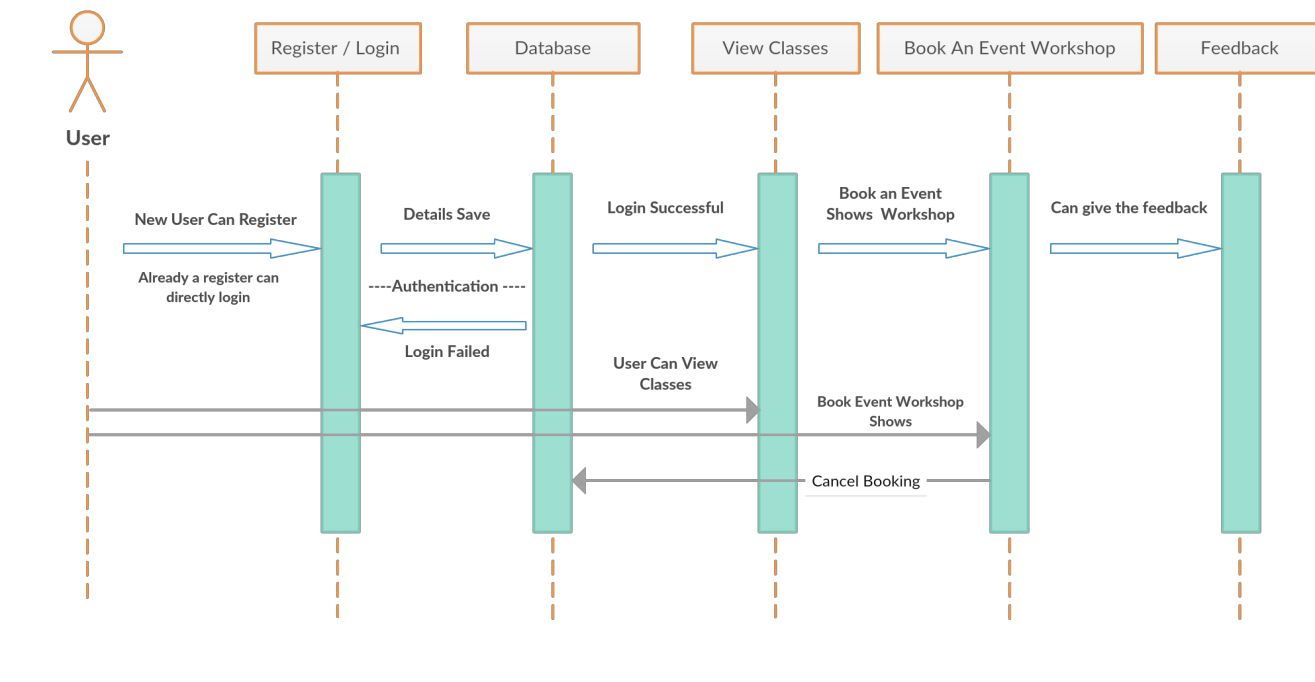 Register / Login
Database
View Classes
Book An Event Workshop
Feedback
User
New User Can Register
Already a register can
directly login
Details Save
----Authentication ----
Login Failed
Login Successful
Book an Event
Shows Workshop
Can give the feedback
User Can View
Classes
Book Event Workshop
Shows
Cancel Booking